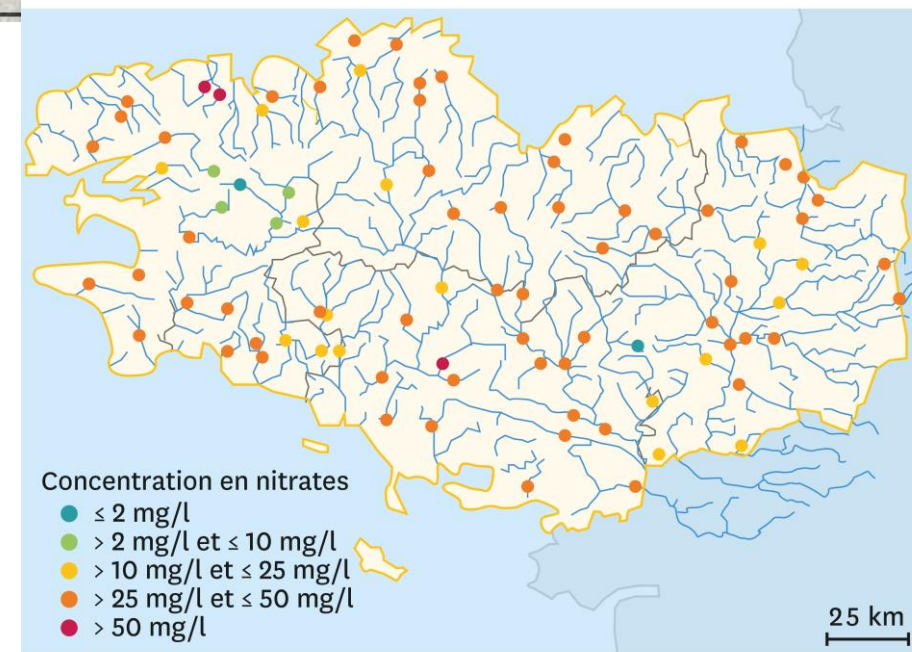 Concentration en nitrates
≤ 2 mg/l
> 2 mg/l et ≤ 10 mg/l
> 10 mg/l et ≤ 25 mg/l
> 25 mg/l et ≤ 50 mg/l
> 50 mg/l
25 km